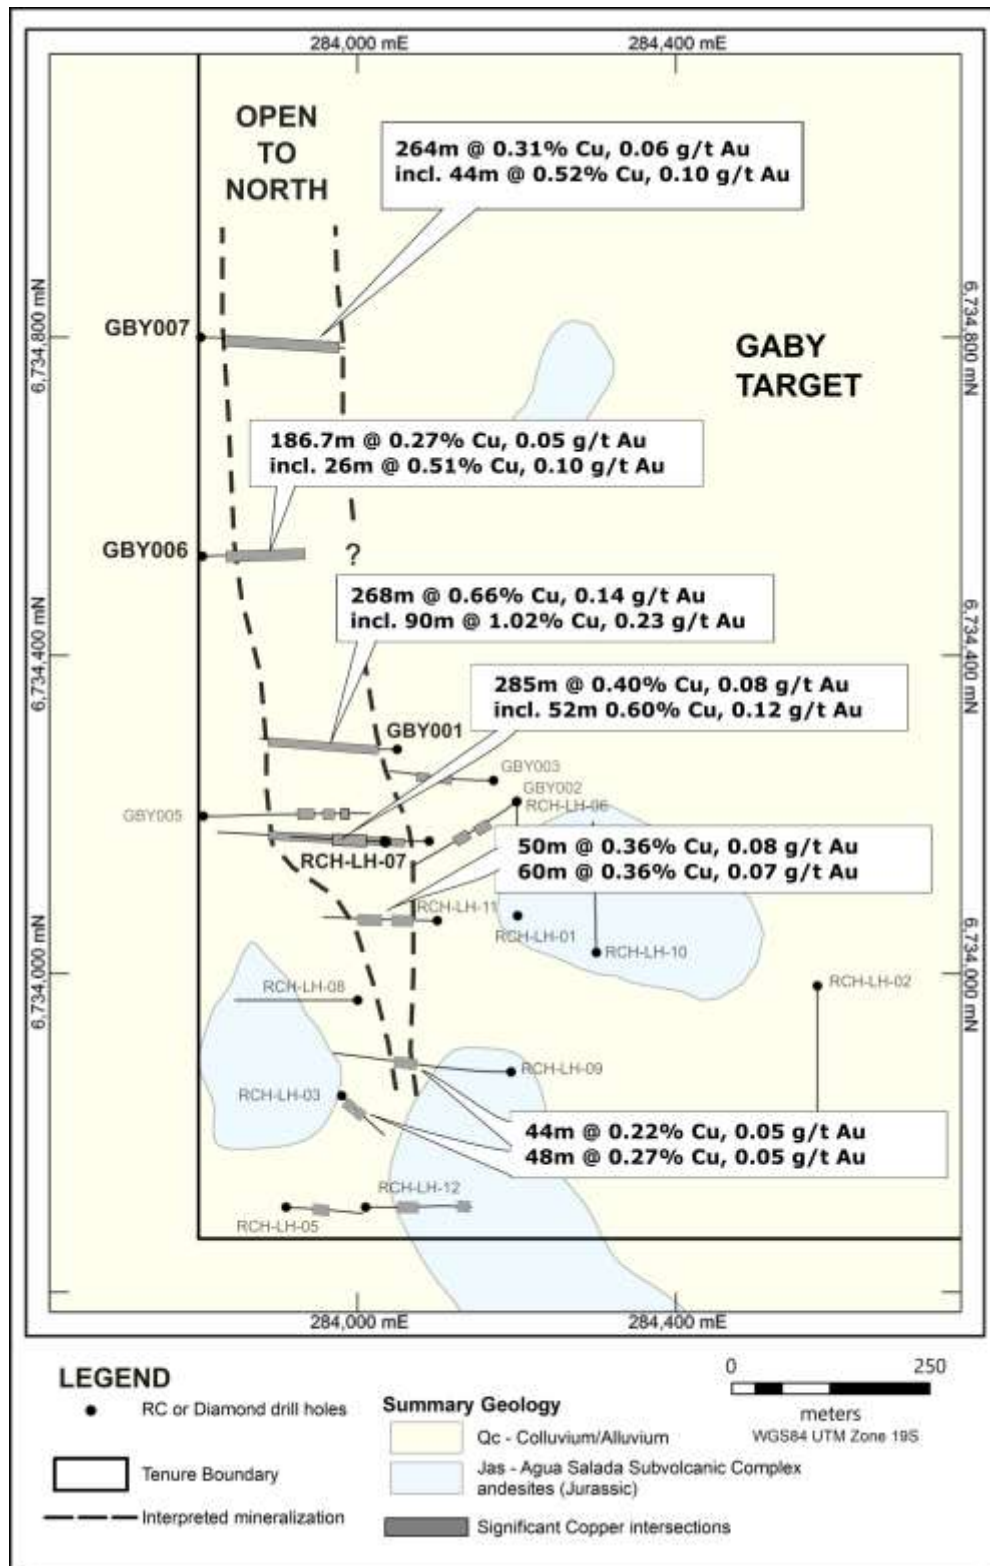 284,000 mE
284,400 mE
OPEN
TO
NORTH
264m @ 0.31% Cu, 0.06 g/t Au
incl. 44m @ 0.52% Cu, 0.10 g/t Au
6,734,800 mN
6,734,800 mN
GBY007
GABY
TARGET
186.7m @ 0.27% Cu, 0.05 g/t Au
incl. 26m @ 0.51% Cu, 0.10 g/t Au
GBY006
?
268m @ 0.66% Cu, 0.14 g/t Au
incl. 90m @ 1.02% Cu, 0.23 g/t Au
6,734,400 mN
6,734,400 mN
285m @ 0.40% Cu, 0.08 g/t Au
incl. 52m 0.60% Cu, 0.12 g/t Au
GBY001
GBY003
GBY002
RCH-LH-06
GBY005
RCH-LH-07
50m @ 0.36% Cu, 0.08 g/t Au
60m @ 0.36% Cu, 0.07 g/t Au
RCH-LH-11
RCH-LH-01
RCH-LH-10
6,734,000 mN
6,734,000 mN
RCH-LH-08
RCH-LH-02
RCH-LH-09
RCH-LH-03
44m @ 0.22% Cu, 0.05 g/t Au
48m @ 0.27% Cu, 0.05 g/t Au
RCH-LH-12
RCH-LH-05
284,000 mE
284,400 mE
LEGEND
RC or Diamond drill holes
Tenure Boundary
Interpreted mineralization
Summary Geology
Qc - Colluvium/Alluvium
Jas - Agua Salada Subvolcanic Complex
andesites (Jurassic)
Significant Copper intersections
0 250
meters
WGS84 UTM Zone 19S